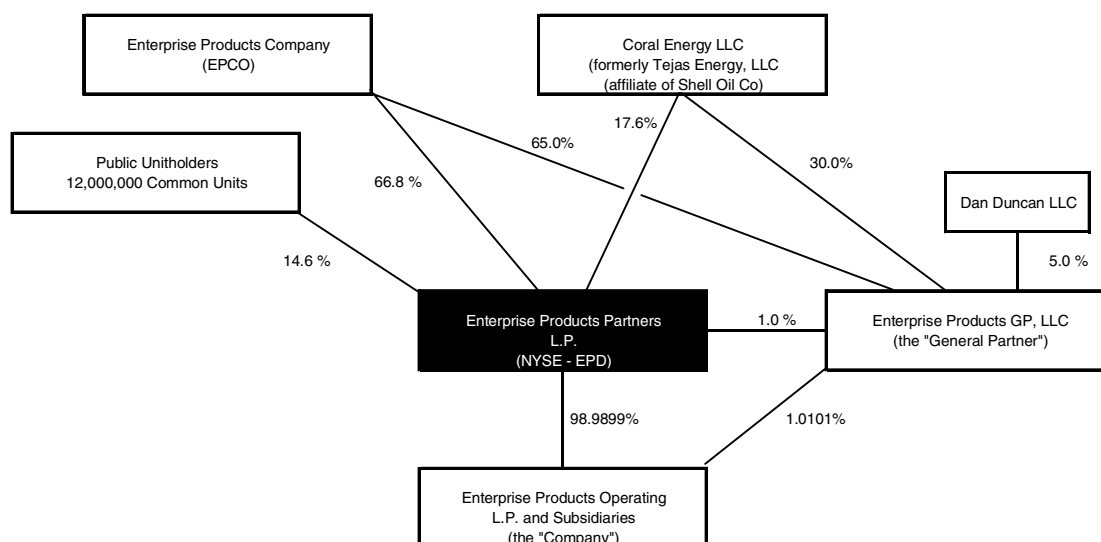 Enterprise Products Company
(EPCO)
Coral Energy LLC
(formerly Tejas Energy, LLC
(affiliate of Shell Oil Co)
17.6%
65.0%
30.0%
Public Unitholders
12,000,000 Common Units
66.8 %
Dan Duncan LLC
14.6 %
5.0 %
Enterprise Products Partners
L.P.
(NYSE - EPD)
1.0 %
Enterprise Products GP, LLC
(the "General Partner")
98.9899%
1.0101%
Enterprise Products Operating
L.P. and Subsidiaries
(the "Company")